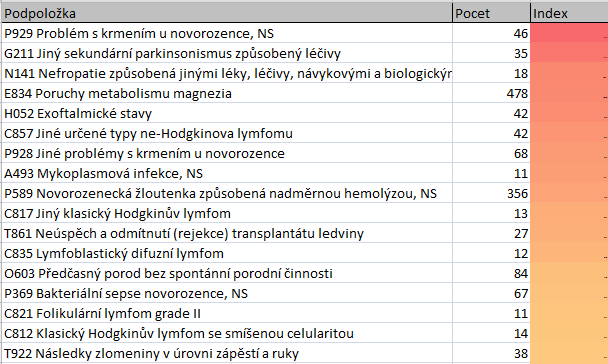 Podpoložka Pocet Index
P929 Problém s krmením u novorozence, NS 46
G211 Jiný sekundární parkinsonismus způsobený léčivy 35
N141 Nefropatie způsobená jinými léky, léčivy, návykovými a biologickým 18
E834 Poruchy metabolismu magnezia 478
H052 Exoftalmické stavy 42
C857 Jiné určené typy ne-Hodgkinova lymfomu 42
P928 Jiné problémy s krmením u novorozence 68
A493 Mykoplasmová infekce, NS 11
P589 Novorozenecká žloutenka způsobená nadměrnou hemolýzou, NS 356
C817 Jiný klasický Hodgkinův lymfom 13
T861 Neúspěch a odmítnutí (rejekce) transplantátu ledviny 27
C835 Lymfoblastický difuzní lymfom 12
O603 Předčasný porod bez spontánní porodní činnosti 84
P369 Bakteriální sepse novorozence, NS 67
C821 Folikulární lymfom grade II 11
C812 Klasický Hodgkinův lymfom se smíšenou celularitou 14
T922 Následky zlomeniny v úrovni zápěstí a ruky 38